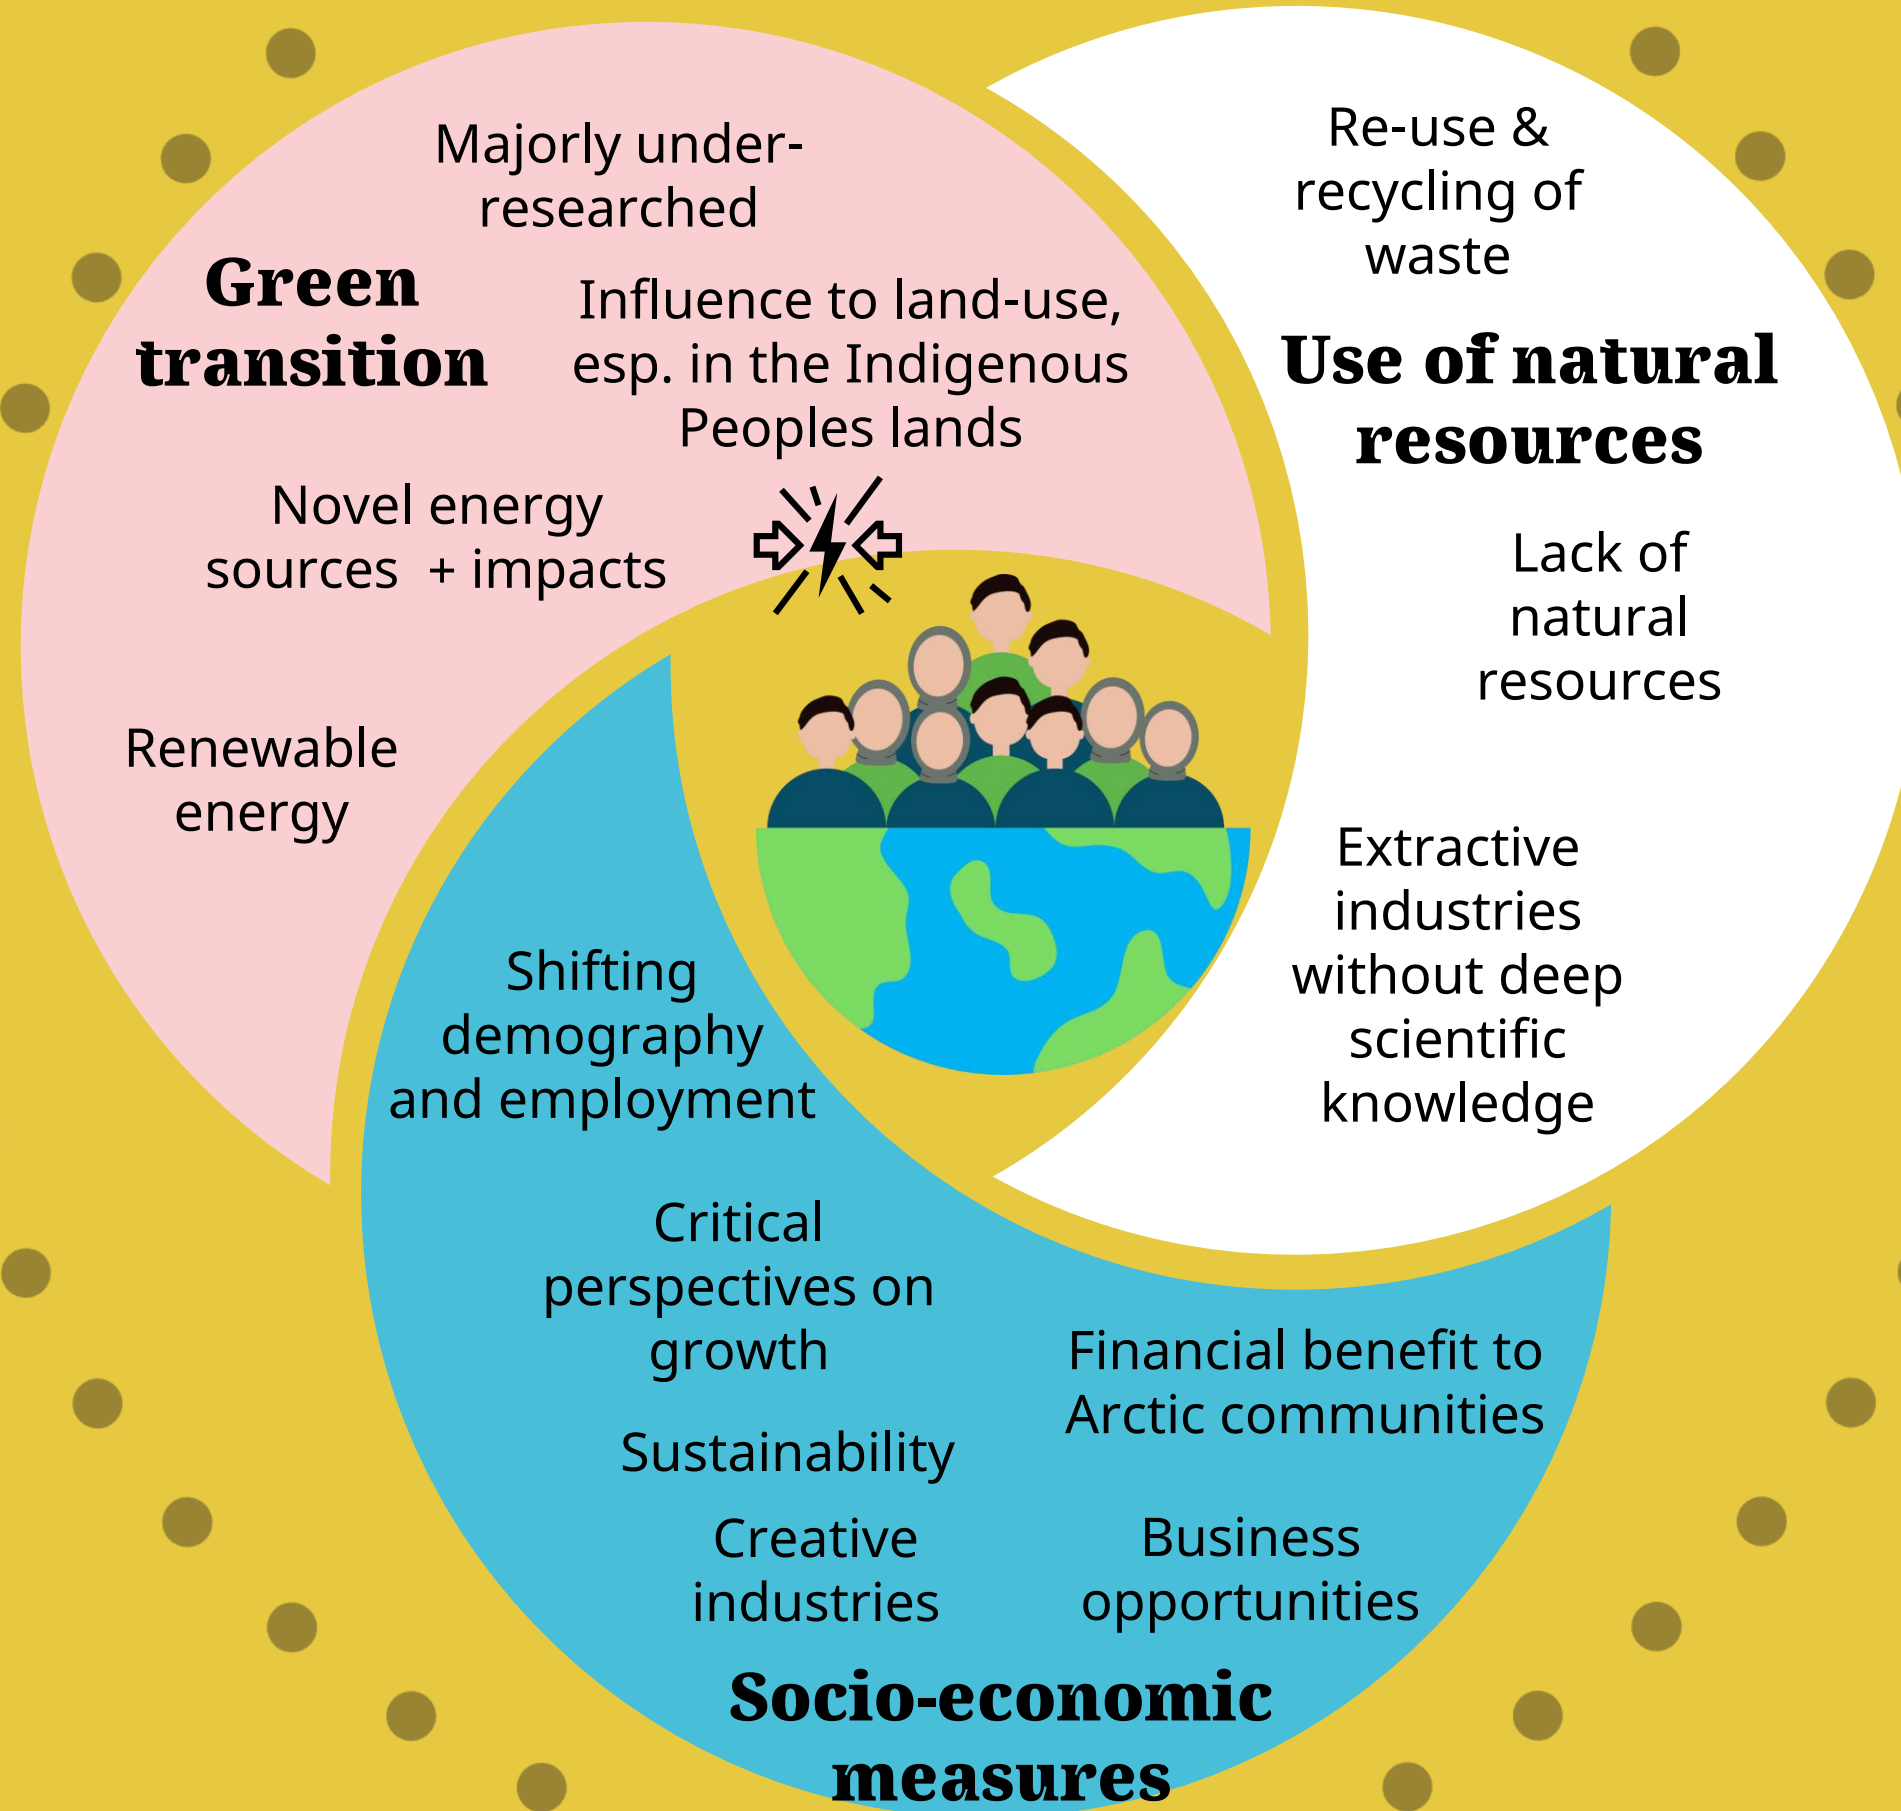 Majorly under-
researched
Green
transition
Influence to land-use,
esp. in the Indigenous
Peoples lands
Novel energy
sources + impacts
Renewable
energy
Re-use &
recycling of
waste
Use of natural
resources
Lack of
natural
resources
Extractive
industries
without deep
scientific
knowledge
Shifting
demography
and employment
Critical
perspectives on
growth
Financial benefit to
Arctic communities
Sustainability
Creative
industries
Business
opportunities
Socio-economic
measures